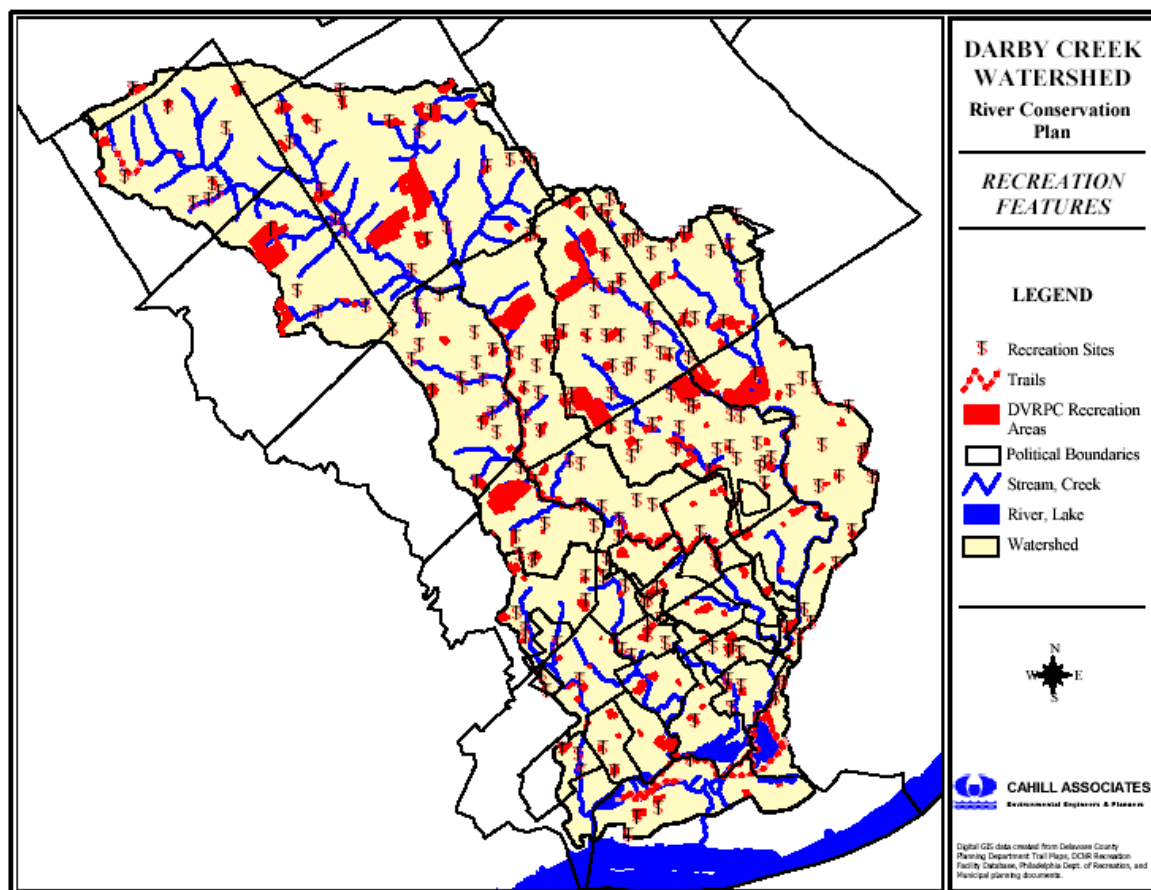 DARBY CREEK
WATERSHED
River Conservation
Plan
RECREATION
FEATURES
LEGEND
Recreation Sites
Trails
DVRPC Recreation
Areas
Political Boundaries
Stream, Creek
River, Lake
Watershed
N
W E
S
CAHILL ASSOCIATES
Environmental Engineers & Planners
Digital GIS data created from Delaware County
Planning Department Trail Maps, DCNR Recreation
Facility Database, Philadelphia Dept. of Recreation, and
Municipal planning documents.